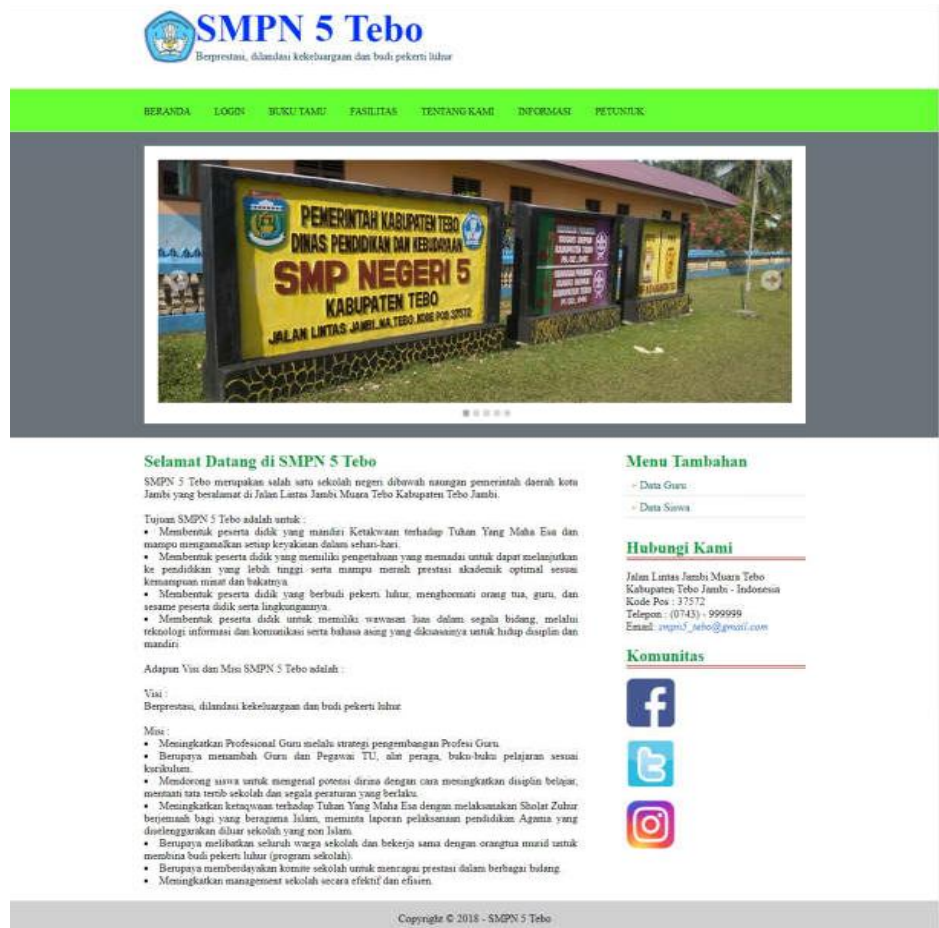 SMPN 5 Tebo
Berprestasi, dilandasi kekeluargaan dan budi pekerti luhur
BERANDA LOGIN BUKU TAMU FASILITAS TENTANG KAMI INFORMASI PETUNJUK
PEMERINTAH KABUPATEN TEBO
DINAS PENDIDIKAN DAN KEBUDAYAAN
SMP NEGERI 5
KABUPATEN TEBO
JALAN LINTAS JAMBI_MA.TEBO. KODE POS 37572
Selamat Datang di SMPN 5 Tebo
SMPN 5 Tebo merupakan salah satu sekolah negeri dibawah naungan pemerintah daerah kota
Jambi yang beralamat di Jalan Lintas Jambi Muara Tebo Kabupaten Tebo Jambi.
Tujuan SMPN 5 Tebo adalah untuk :
• Membentuk peserta didik yang mandiri Ketakwaan terhadap Tuhan Yang Maha Esa dan
mampu mengamalkan setiap keyakinan dalam sehari-hari.
• Membentuk peserta didik yang memiliki pengetahuan yang memadai untuk dapat melanjutkan
ke pendidikan yang lebih tinggi serta mampu meraih prestasi akademik optimal sesuai
kemampuan minat dan bakatnya.
• Membentuk peserta didik yang berbudi pekerti luhur, menghormati orang tua, guru, dan
sesame peserta didik serta lingkungannya.
• Membentuk peserta didik untuk memiliki wawasan luas dalam segala bidang, melalui
teknologi informasi dan komunikasi serta bahasa asing yang dikuasainya untuk hidup disiplin dan
mandiri
Adapun Visi dan Misi SMPN 5 Tebo adalah :
Visi :
Berprestasi, dilandasi kekeluargaan dan budi pekerti luhur
Misi :
• Meningkatkan Profesional Guru melalu strategi pengembangan Profesi Guru.
• Berupaya menambah Guru dan Pegawai TU, alat peraga, buku-buku pelajaran sesuai
kurikulum.
• Mendorong siswa untuk mengenal potensi dirina dengan cara meningkatkan disiplin belajar,
mentaati tata tertib sekolah dan segala peraturan yang berlaku.
• Meningkatkan ketaqwaan terhadap Tuhan Yang Maha Esa dengan melaksanakan Sholat Zuhur
berjemaah bagi yang beragama Islam, meminta laporan pelaksanaan pendidikan Agama yang
diselenggarakan diluar sekolah yang non Islam.
• Berupaya melibatkan seluruh warga sekolah dan bekerja sama dengan orangtua murid untuk
membina budi pekerti luhur (program sekolah).
• Berupaya memberdayakan komite sekolah untuk mencapai prestasi dalam berbagai bidang.
• Meningkatkan management sekolah secara efektif dan efisien.
Menu Tambahan
Data Guru
Data Siswa
Hubungi Kami
Jalan Lintas Jambi Muara Tebo
Kabupaten Tebo Jambi - Indonesia
Kode Pos : 37572
Telepon : (0743) - 999999
Email: smpn5_tebo@gmail.com
Komunitas
Copyright © 2018 - SMPN 5 Tebo